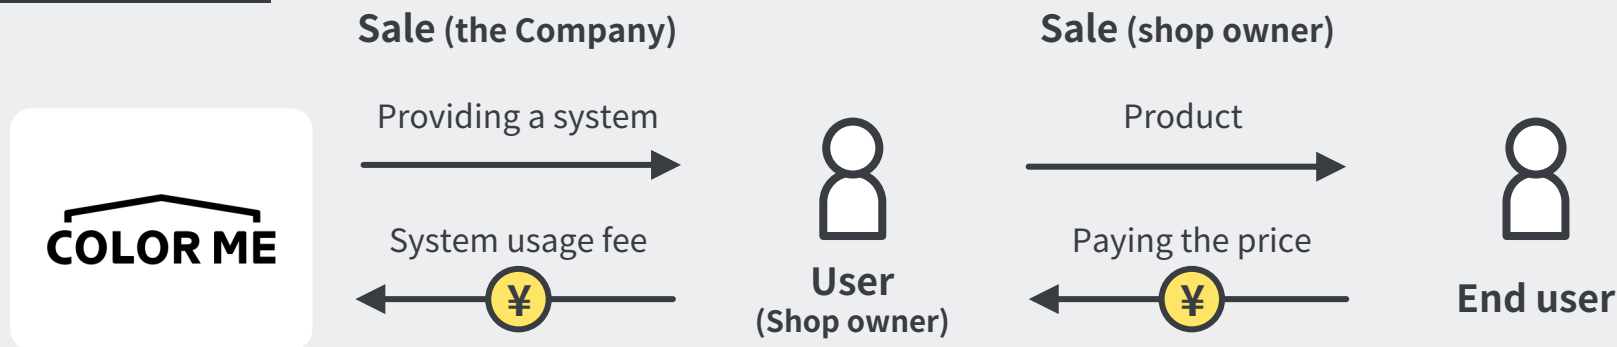 Sale (the Company)
Sale (shop owner)
Providing a system
Product
COLOR ME
System usage fee
Paying the price
¥
¥
User
(Shop owner)
End user